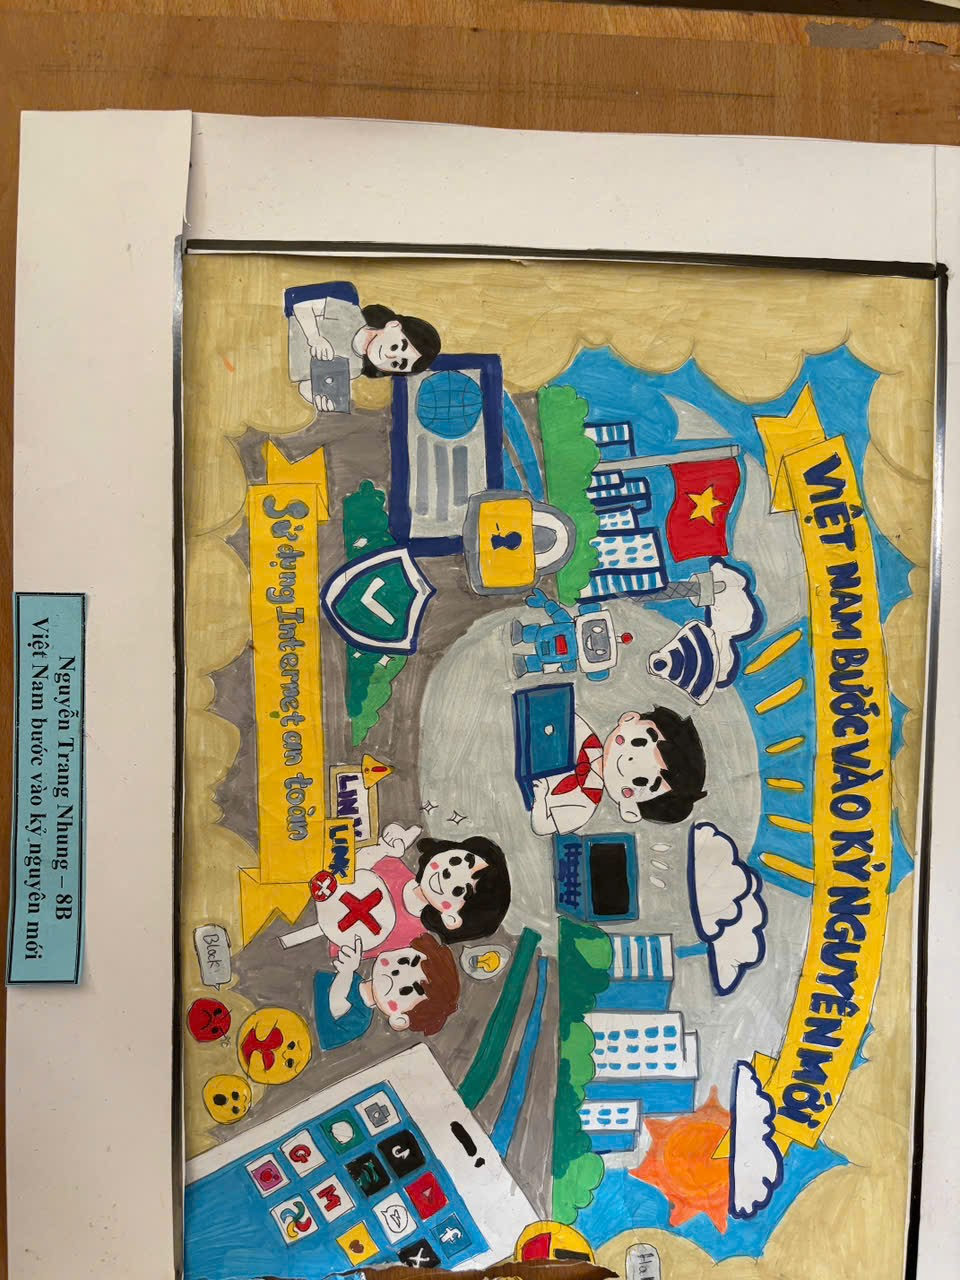 VIỆT NAM BƯỚC VÀO KỶ NGUYÊN MỚI
LINK
LINK
Sử dụng Internet an toàn
Block
Nguyễn Trang Nhung – 8B
Việt Nam bước vào kỷ nguyên mới